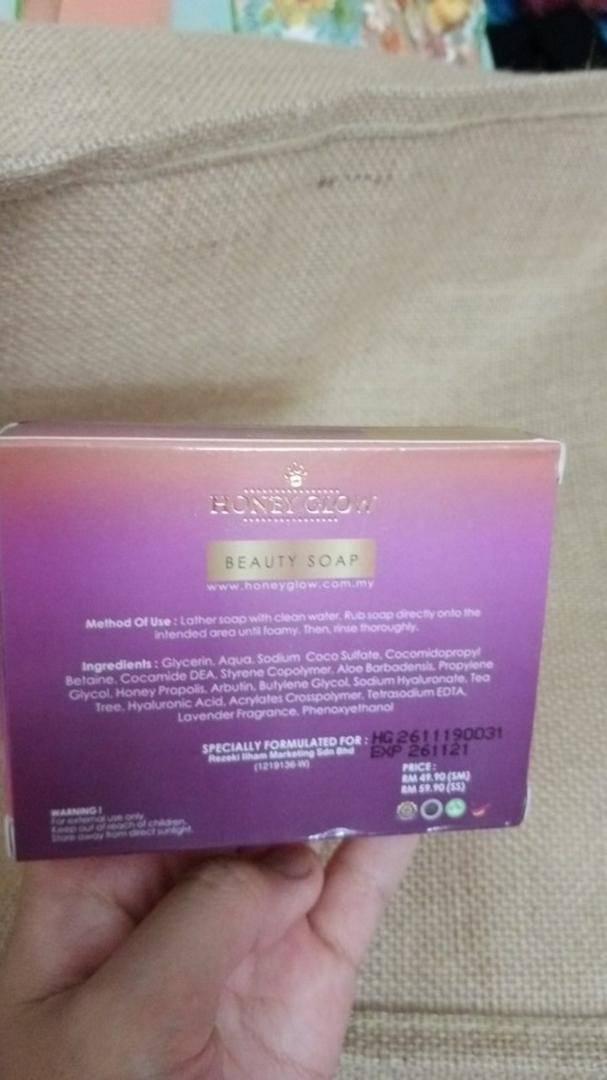 HONEY GLOW
BEAUTY SOAP
www.honeyglow.com.my
Method Of Use : Lather soap with clean water. Rub soap directly onto the
intended area until foamy. Then, rinse thoroughly.
Ingredients : Glycerin, Aqua, Sodium Coco Sulfate, Cocomidopropyl
Betaine, Cocamide DEA, Styrene Copolymer, Aloe Barbadensis, Propylene
Glycol, Honey Propolis, Arbutin, Butylene Glycol, Sodium Hyaluronate, Tea
Tree, Hyaluronic Acid, Acrylates Crosspolymer, Tetrasodium EDTA,
Lavender Fragrance, Phenoxyethanol
SPECIALLY FORMULATED FOR :
Rezeki Ilham Marketing Sdn Bhd
(1219136-W)
HG2611190031
EXP 261121
PRICE :
RM 49.90 (SM)
RM 59.90 (SS)
WARNING !
For external use only.
Keep out of reach of children.
Store away from direct sunlight.